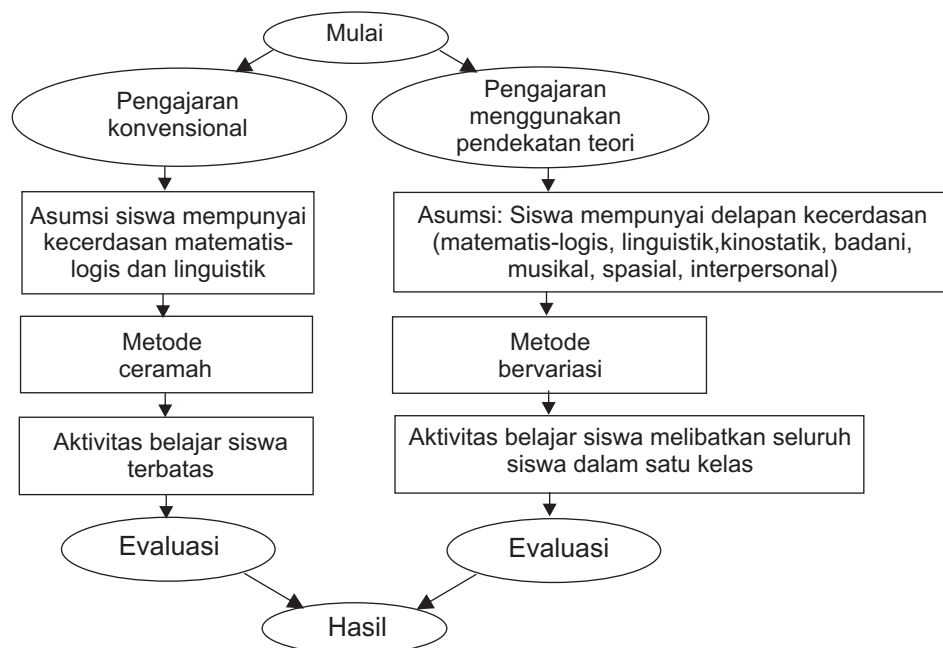 Mulai
Pengajaran
konvensional
Pengajaran
menggunakan
pendekatan teori
Asumsi siswa mempunyai
kecerdasan matematis-
logis dan linguistik
Asumsi: Siswa mempunyai delapan kecerdasan
(matematis-logis, linguistik,kinostatik, badani,
musikal, spasial, interpersonal)
Metode
ceramah
Metode
bervariasi
Aktivitas belajar siswa
terbatas
Aktivitas belajar siswa melibatkan seluruh
siswa dalam satu kelas
Evaluasi
Evaluasi
Hasil